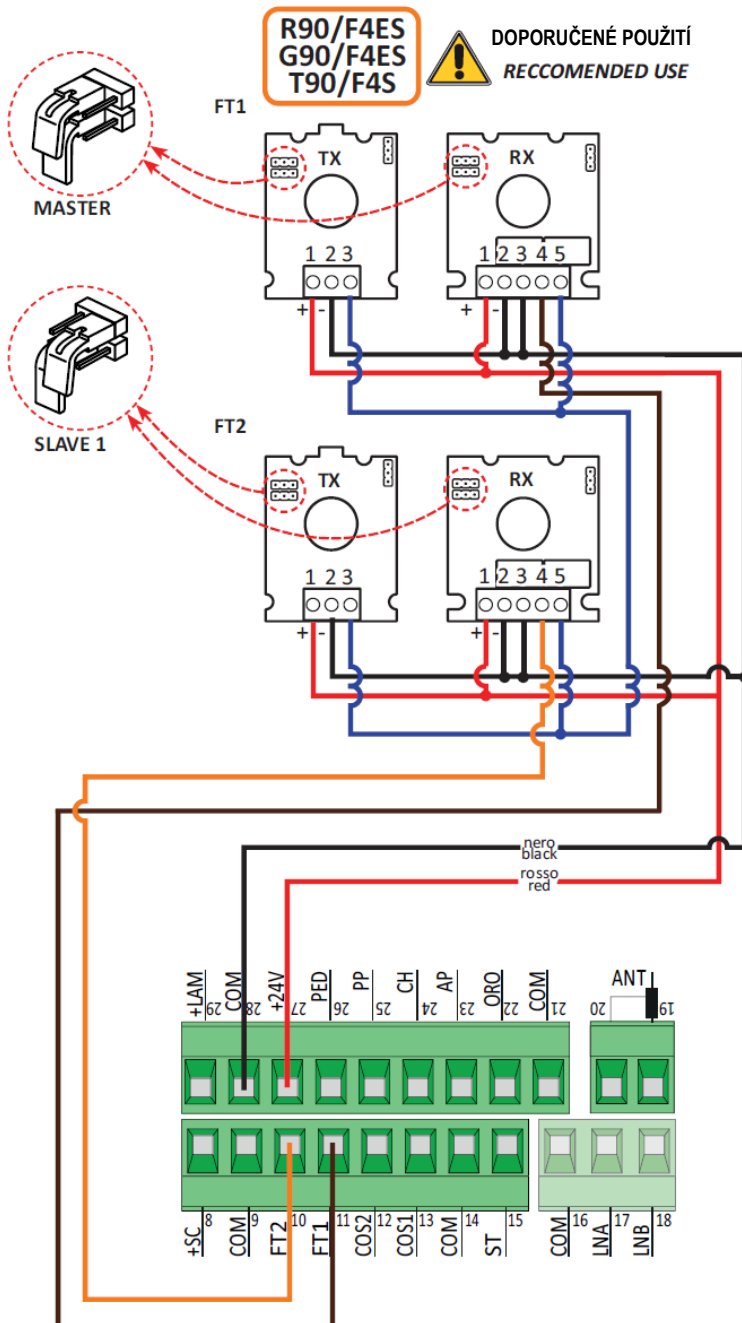 R90/F4ES
G90/F4ES
T90/F4S
DOPORUČENÉ POUŽITÍ
RECCOMENDED USE
FT1
TX
RX
MASTER
1 2 3
1 2 3 4 5
+ -
+ -
SLAVE 1
FT2
TX
RX
1 2 3
1 2 3 4 5
+ -
+ -
nero
black
rosso
red
+LAM 29
COM 28
+24V 27
PED 26
PP 25
CH 24
AP 23
ORO 22
COM 21
ANT
20
19
+SC 8
COM 9
FT2 10
FT1 11
COS2 12
COS1 13
COM 14
ST 15
COM 16
LNA 17
LNB 18